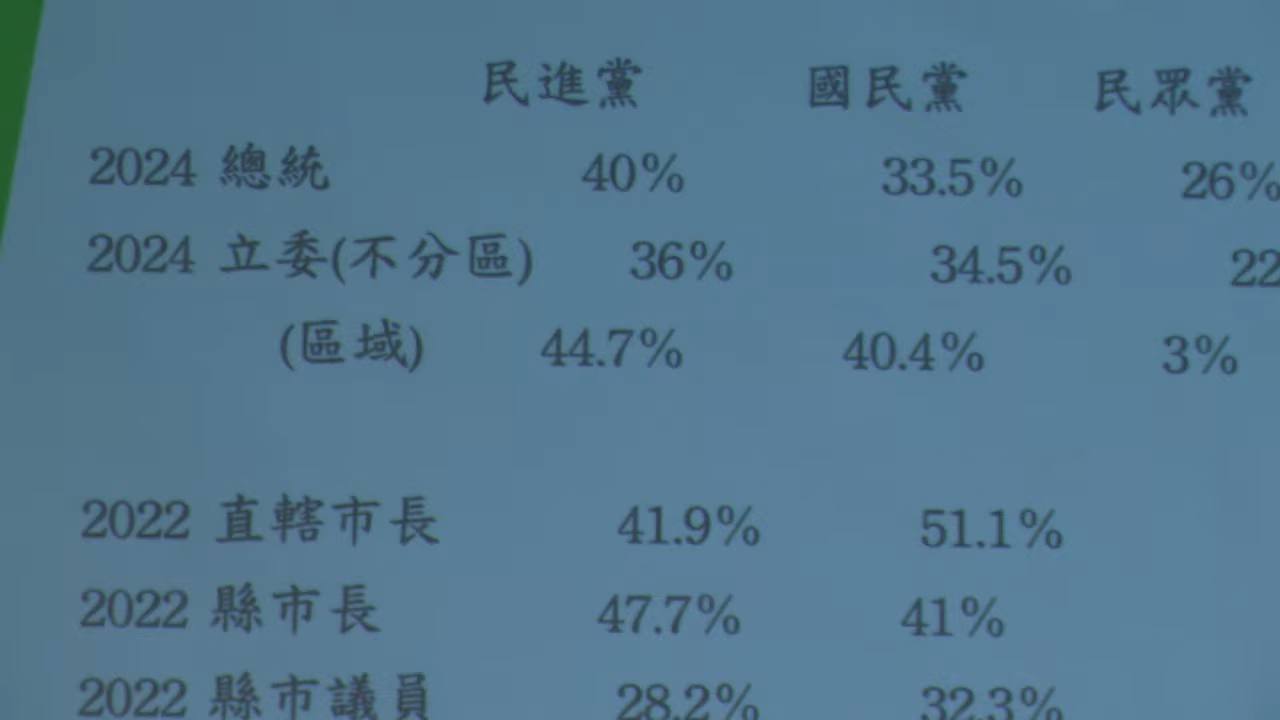 民進黨 國民黨 民眾黨
2024 總統 40% 33.5% 26%
2024 立委(不分區) 36% 34.5% 22
(區域) 44.7% 40.4% 3%
2022 直轄市長 41.9% 51.1%
2022 縣市長 47.7% 41%
2022 縣市議員 28.2% 32.3%